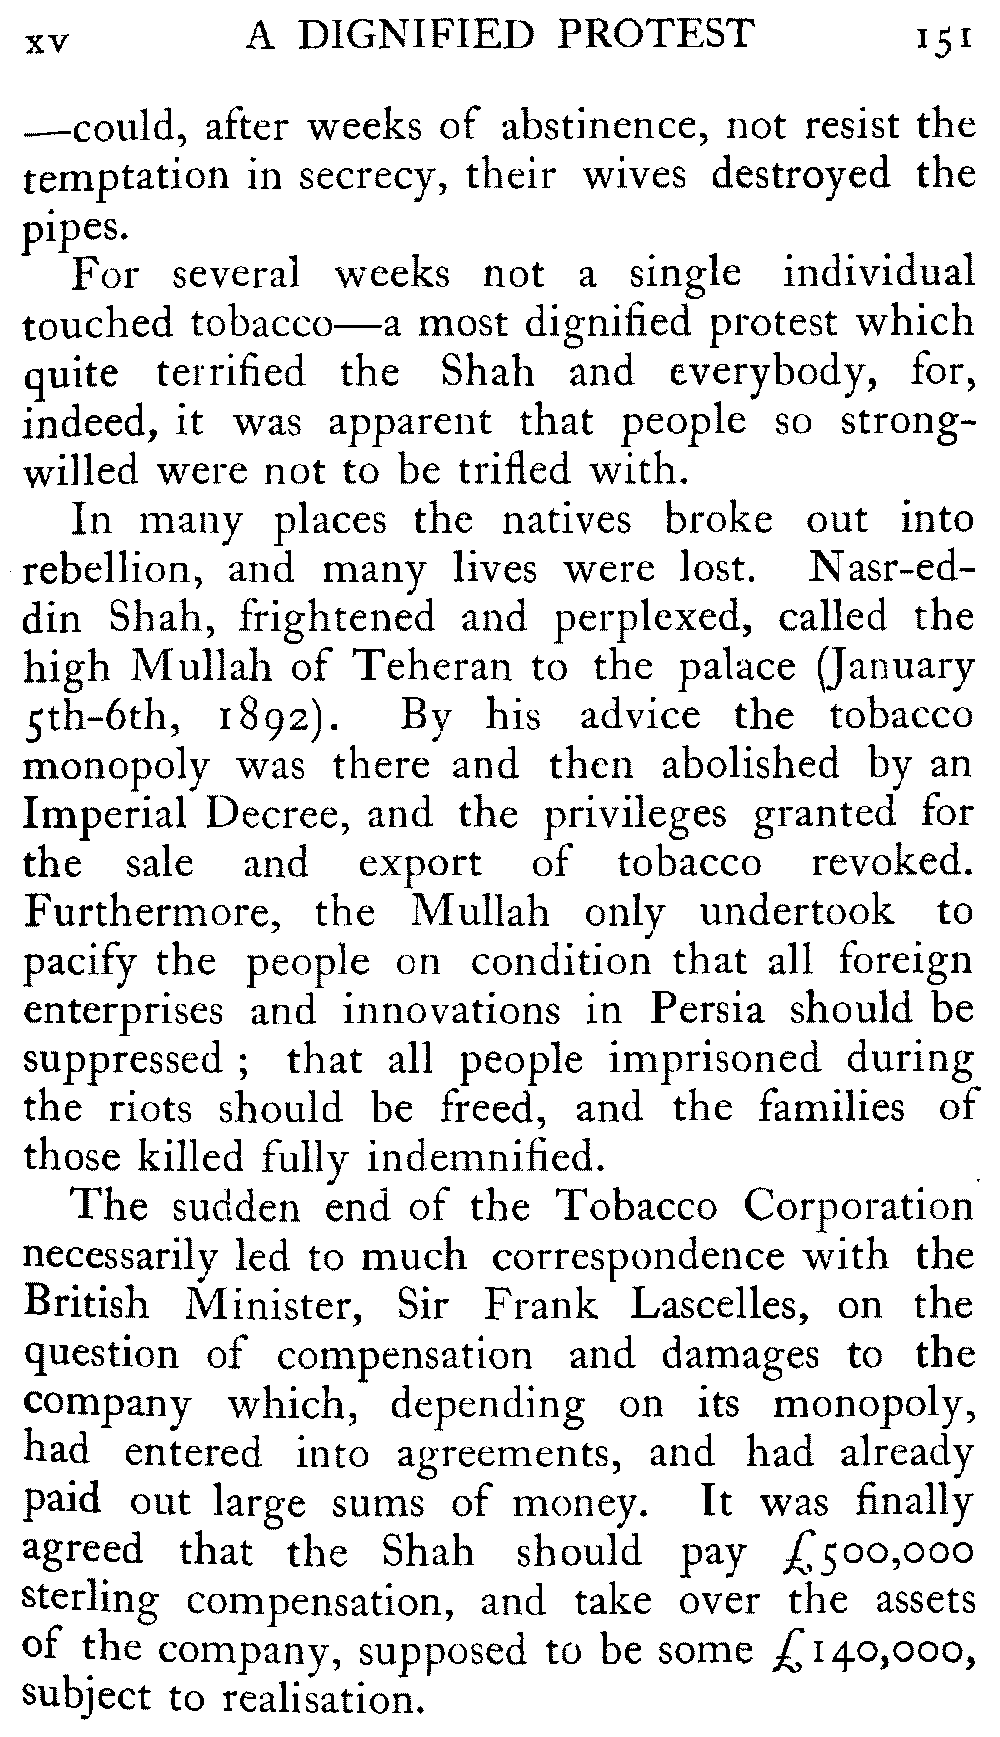 xv A DIGNIFIED PROTEST 151
—could, after weeks of abstinence, not resist the
temptation in secrecy, their wives destroyed the
pipes.
For several weeks not a single individual
touched tobacco—a most dignified protest which
quite terrified the Shah and everybody, for,
indeed, it was apparent that people so strong-
willed were not to be trifled with.
In many places the natives broke out into
rebellion, and many lives were lost. Nasr-ed-
din Shah, frightened and perplexed, called the
high Mullah of Teheran to the palace (January
5th-6th, 1892). By his advice the tobacco
monopoly was there and then abolished by an
Imperial Decree, and the privileges granted for
the sale and export of tobacco revoked.
Furthermore, the Mullah only undertook to
pacify the people on condition that all foreign
enterprises and innovations in Persia should be
suppressed ; that all people imprisoned during
the riots should be freed, and the families of
those killed fully indemnified.
The sudden end of the Tobacco Corporation
necessarily led to much correspondence with the
British Minister, Sir Frank Lascelles, on the
question of compensation and damages to the
company which, depending on its monopoly,
had entered into agreements, and had already
paid out large sums of money. It was finally
agreed that the Shah should pay £500,000
sterling compensation, and take over the assets
of the company, supposed to be some £140,000,
subject to realisation.